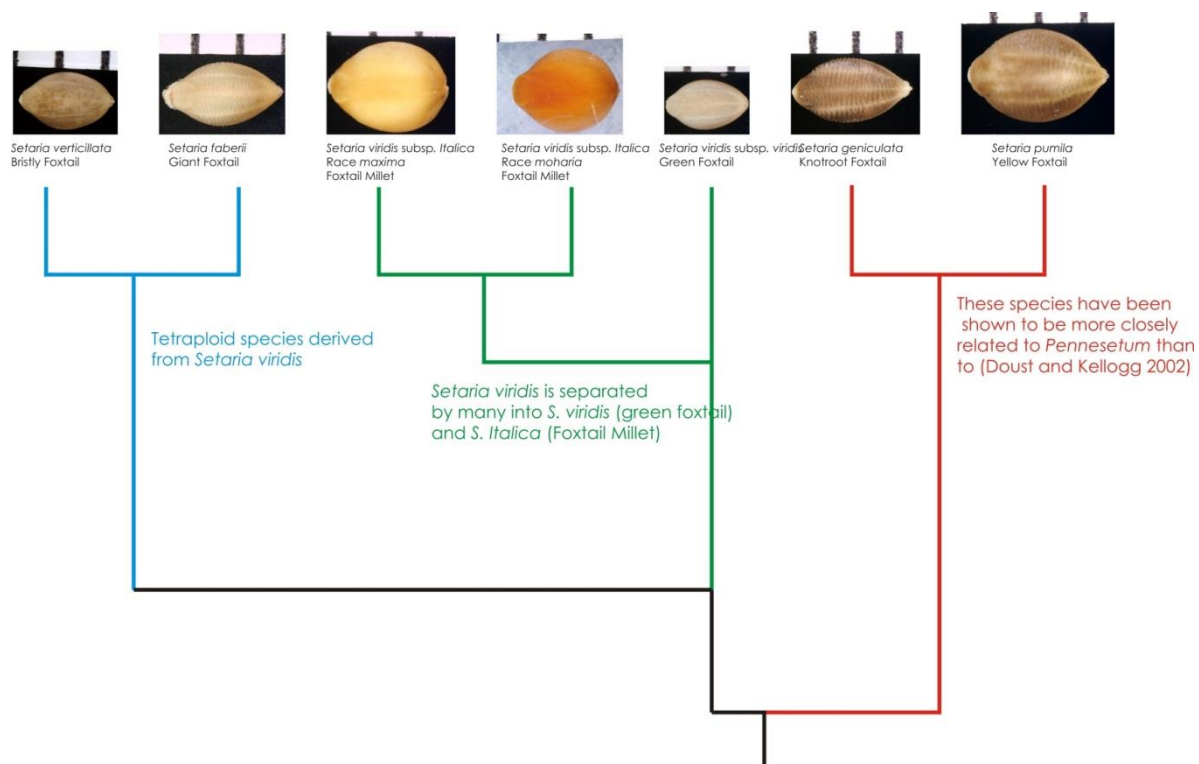 Setaria verticillata
Bristly Foxtail
Setaria faberii
Giant Foxtail
Setaria viridis subsp. Italica
Race maxima
Foxtail Millet
Setaria viridis subsp. Italica
Race moharia
Foxtail Millet
Setaria viridis subsp. viridis
Green Foxtail
Setaria geniculata
Knotroot Foxtail
Setaria pumila
Yellow Foxtail
Tetraploid species derived
from Setaria viridis
Setaria viridis is separated
by many into S. viridis (green foxtail)
and S. Italica (Foxtail Millet)
These species have been
shown to be more closely
related to Pennesetum than
to (Doust and Kellogg 2002)